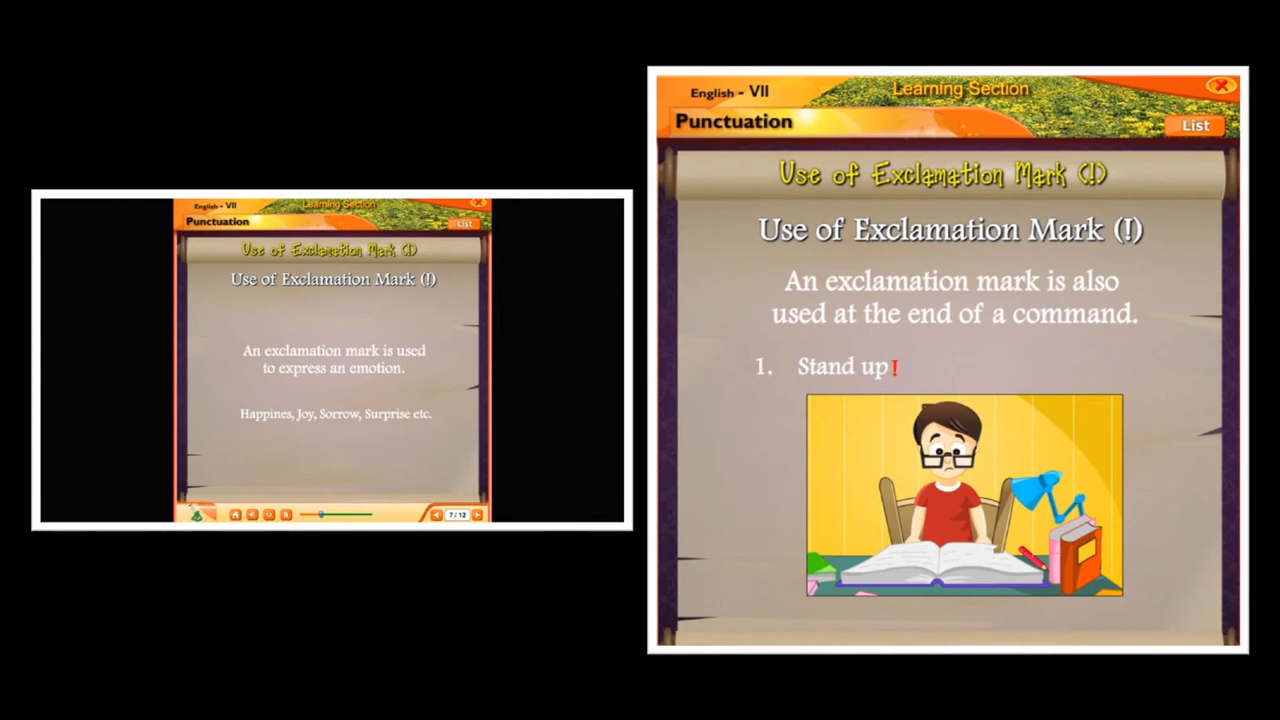 English - VII
Learning Section
Punctuation
List
Use of Exclamation Mark (!)
Use of Exclamation Mark (!)
An exclamation mark is used
to express an emotion.
Happines, Joy, Sorrow, Surprise etc.
7 / 12
English - VII
Learning Section
Punctuation
List
Use of Exclamation Mark (!)
Use of Exclamation Mark (!)
An exclamation mark is also
used at the end of a command.
1. Stand up!